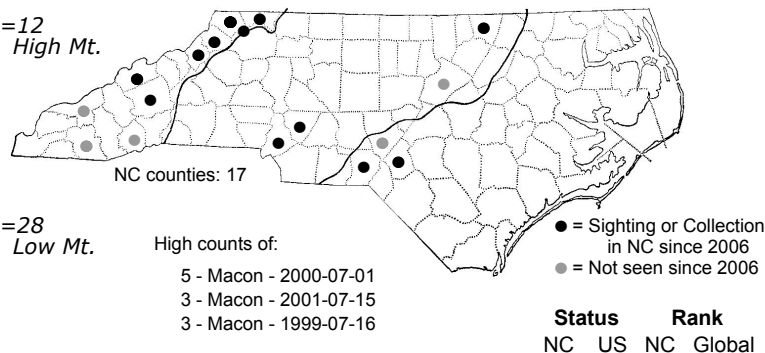 =12
High Mt.
NC counties: 17
=28
Low Mt.
High counts of:
5 - Macon - 2000-07-01
3 - Macon - 2001-07-15
3 - Macon - 1999-07-16
= Sighting or Collection
in NC since 2006
= Not seen since 2006
Status Rank
NC US NC Global